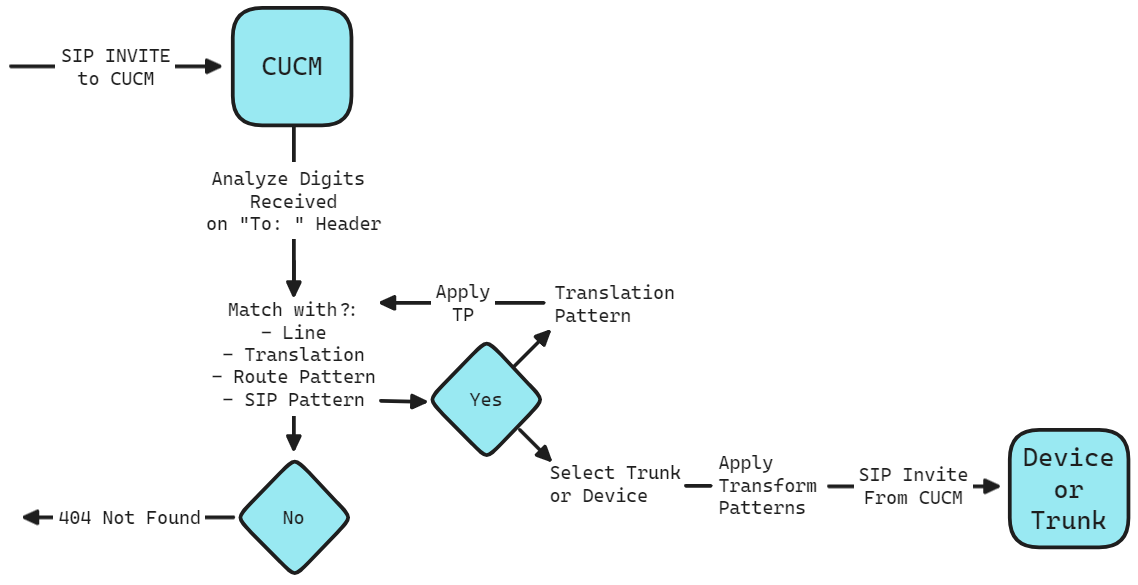 SIP INVITE
to CUCM
CUCM
Analyze Digits
Received
on "To: " Header
Match with?:
- Line
- Translation
- Route Pattern
- SIP Pattern
Apply
TP
Translation
Pattern
Yes
Select Trunk
or Device
Apply
Transform
Patterns
SIP Invite
From CUCM
Device
or
Trunk
No
404 Not Found